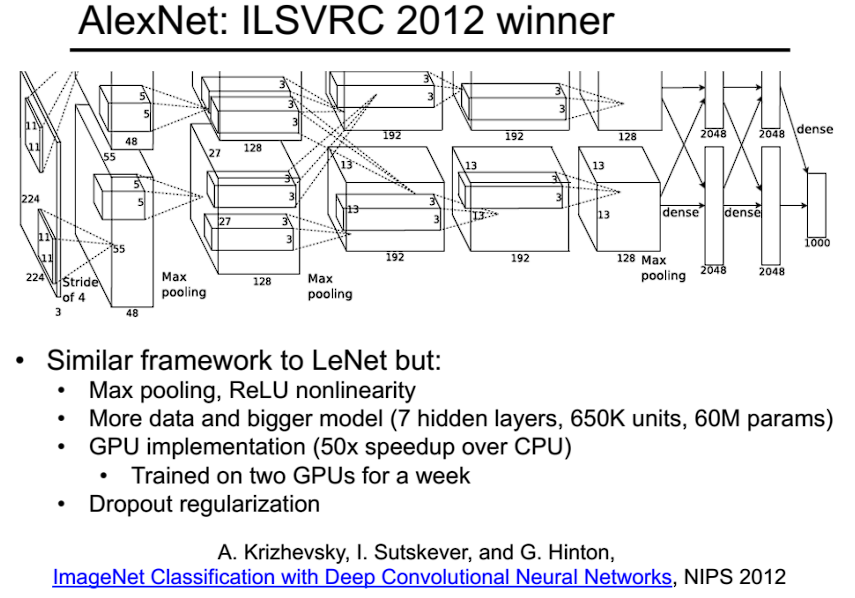 AlexNet: ILSVRC 2012 winner
5
5
48
3
3
128
3
3
3
3
192
3
3
192
128
2048
2048
dense
11
11
224
55
5
5
27
3
3
13
3
3
13
13
3
3
13
13
13
dense
dense
1000
11
11
224
3
Stride
of 4
55
48
Max
pooling
27
3
3
128
Max
pooling
192
192
128
Max
pooling
2048
2048
• Similar framework to LeNet but:
• Max pooling, ReLU nonlinearity
• More data and bigger model (7 hidden layers, 650K units, 60M params)
• GPU implementation (50x speedup over CPU)
• Trained on two GPUs for a week
• Dropout regularization
A. Krizhevsky, I. Sutskever, and G. Hinton,
ImageNet Classification with Deep Convolutional Neural Networks, NIPS 2012